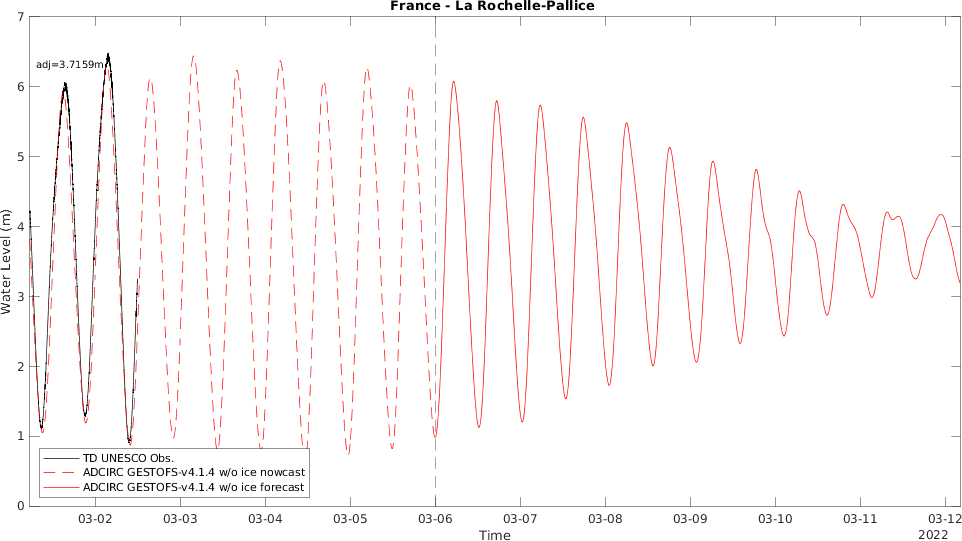 France - La Rochelle-Pallice
7
adj=3.7159m
6
5
4
3
2
1
0
Water Level (m)
TD UNESCO Obs.
ADCIRC GESTOFS-v4.1.4 w/o ice nowcast
ADCIRC GESTOFS-v4.1.4 w/o ice forecast
03-02 03-03 03-04 03-05 03-06 03-07 03-08 03-09 03-10 03-11 03-12
Time 2022